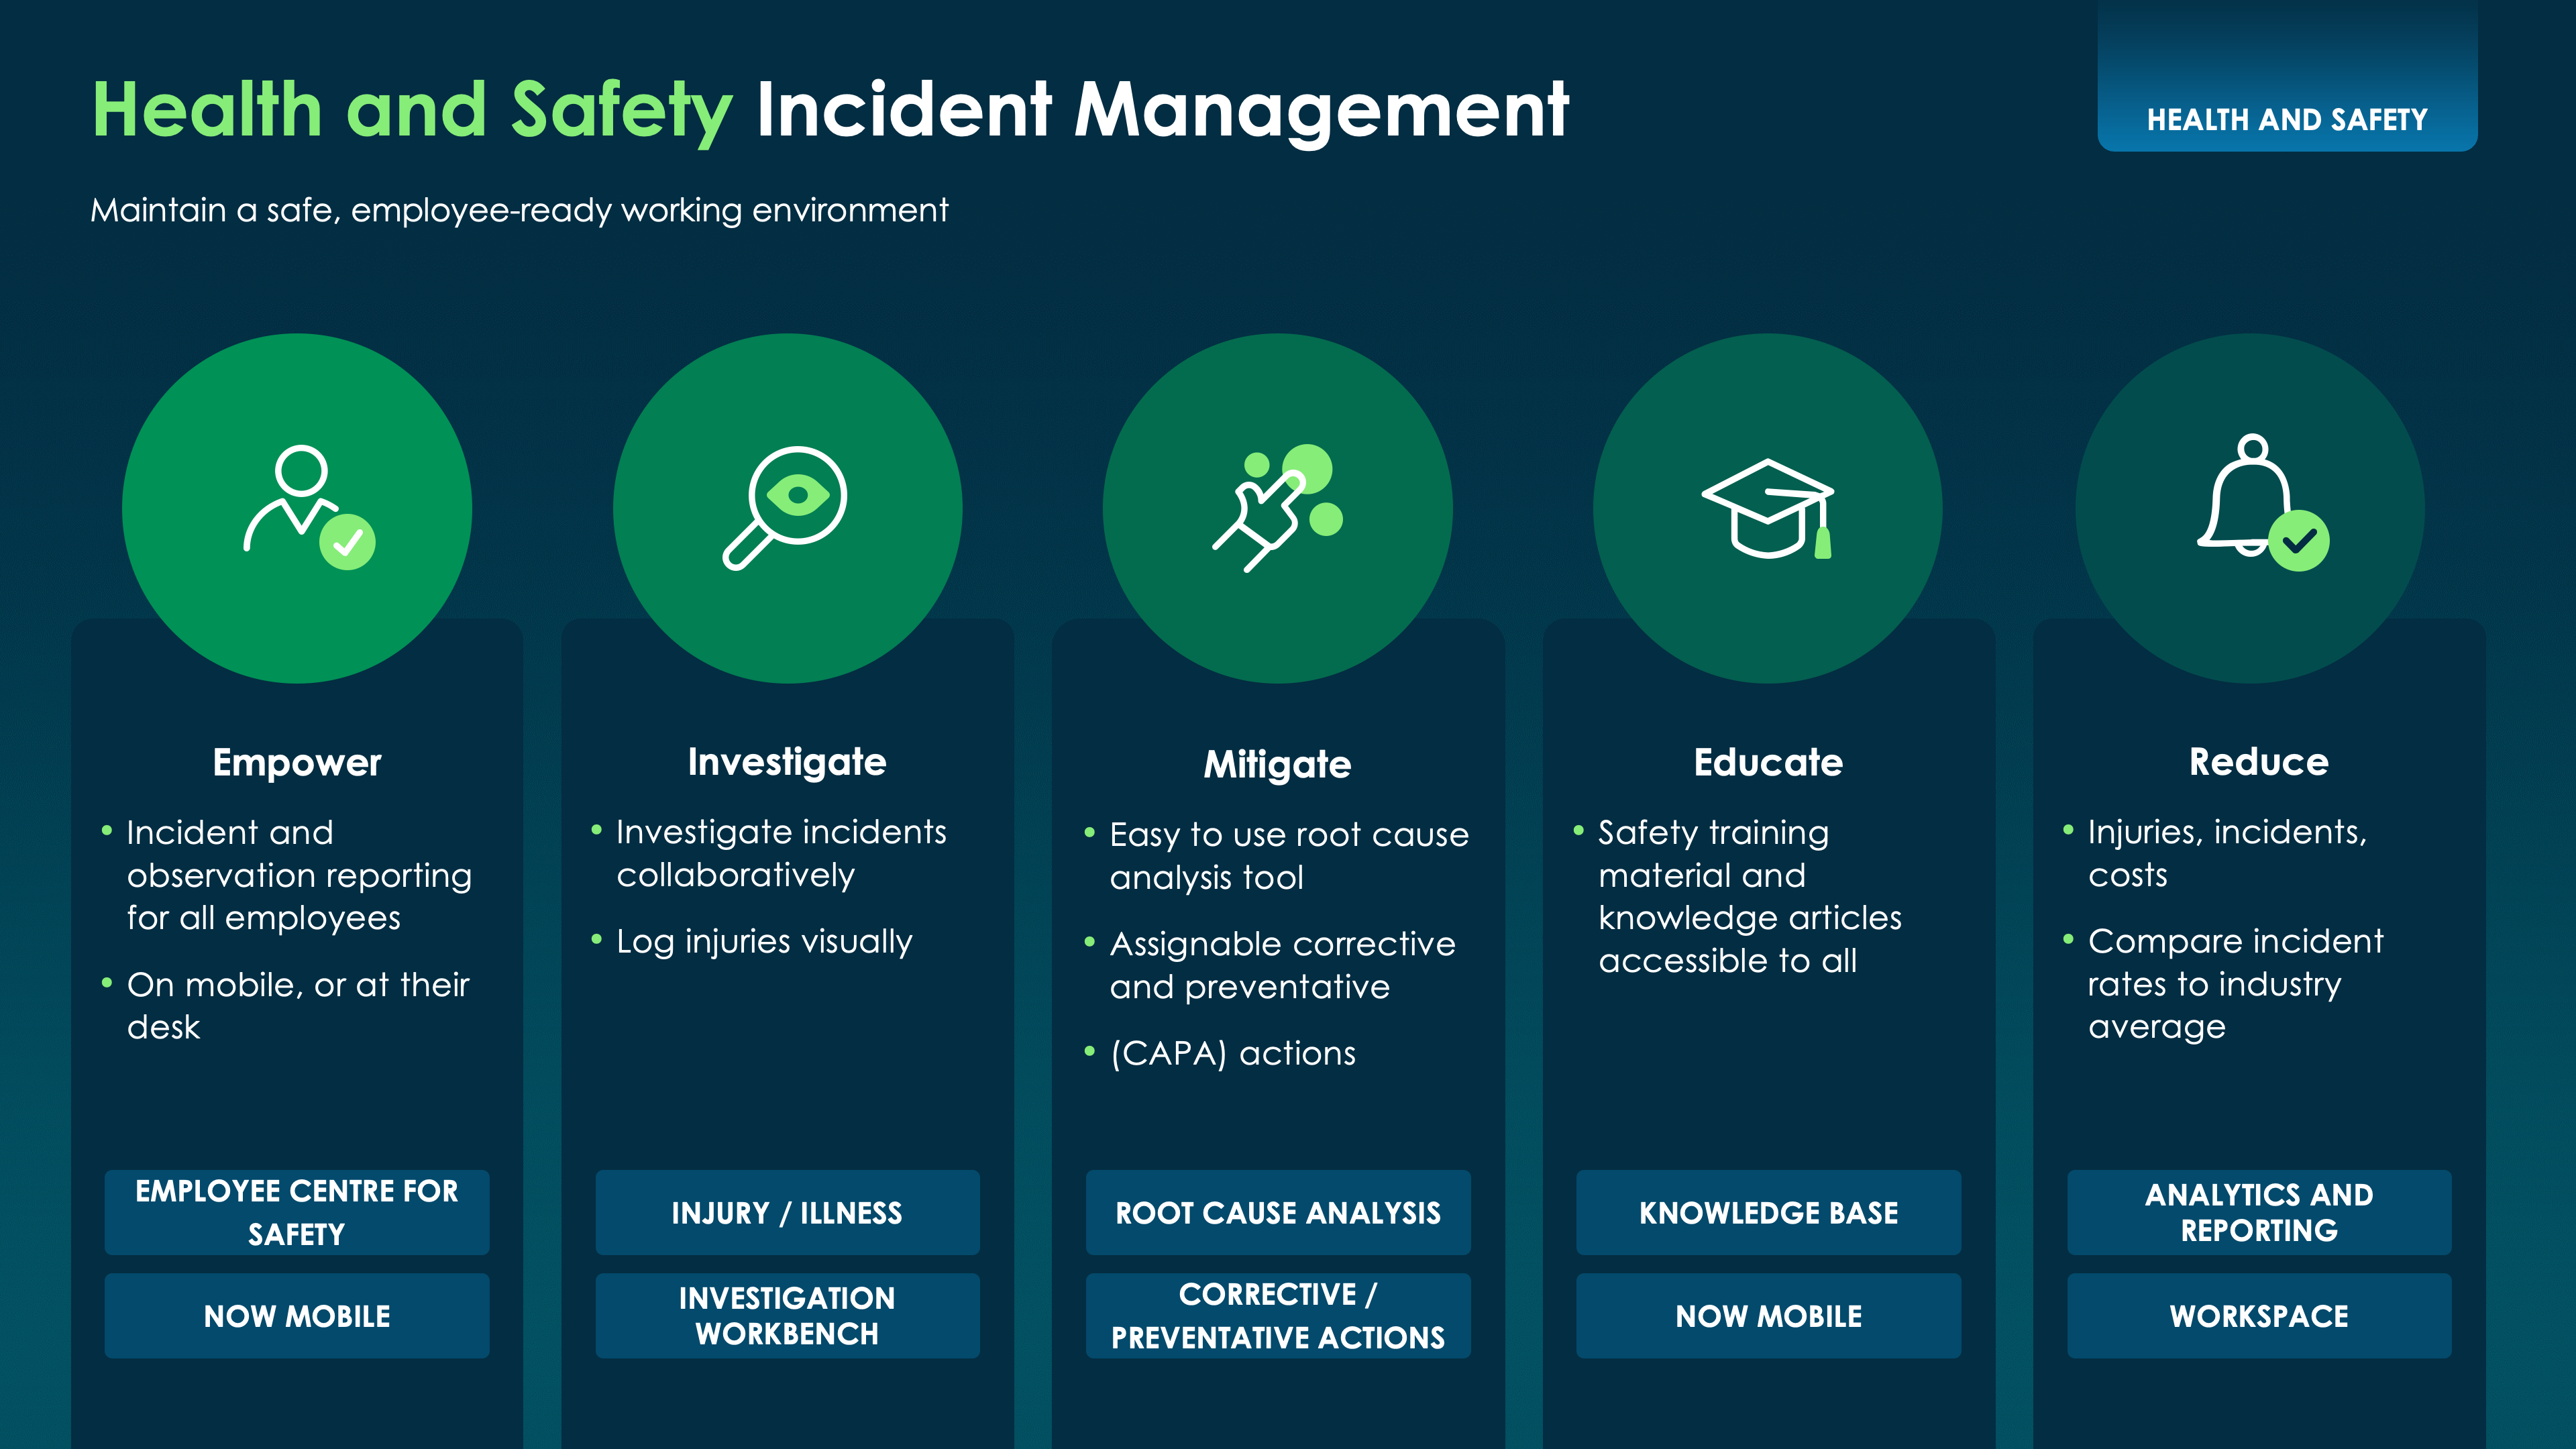 Health and Safety Incident Management
HEALTH AND SAFETY
Maintain a safe, employee-ready working environment
Empower
• Incident and
observation reporting
for all employees
• On mobile, or at their
desk
EMPLOYEE CENTRE FOR
SAFETY
NOW MOBILE
Investigate
• Investigate incidents
collaboratively
• Log injuries visually
INJURY / ILLNESS
INVESTIGATION
WORKBENCH
Mitigate
• Easy to use root cause
analysis tool
• Assignable corrective
and preventative
• (CAPA) actions
ROOT CAUSE ANALYSIS
CORRECTIVE /
PREVENTATIVE ACTIONS
Educate
• Safety training
material and
knowledge articles
accessible to all
KNOWLEDGE BASE
NOW MOBILE
Reduce
• Injuries, incidents,
costs
• Compare incident
rates to industry
average
ANALYTICS AND
REPORTING
WORKSPACE